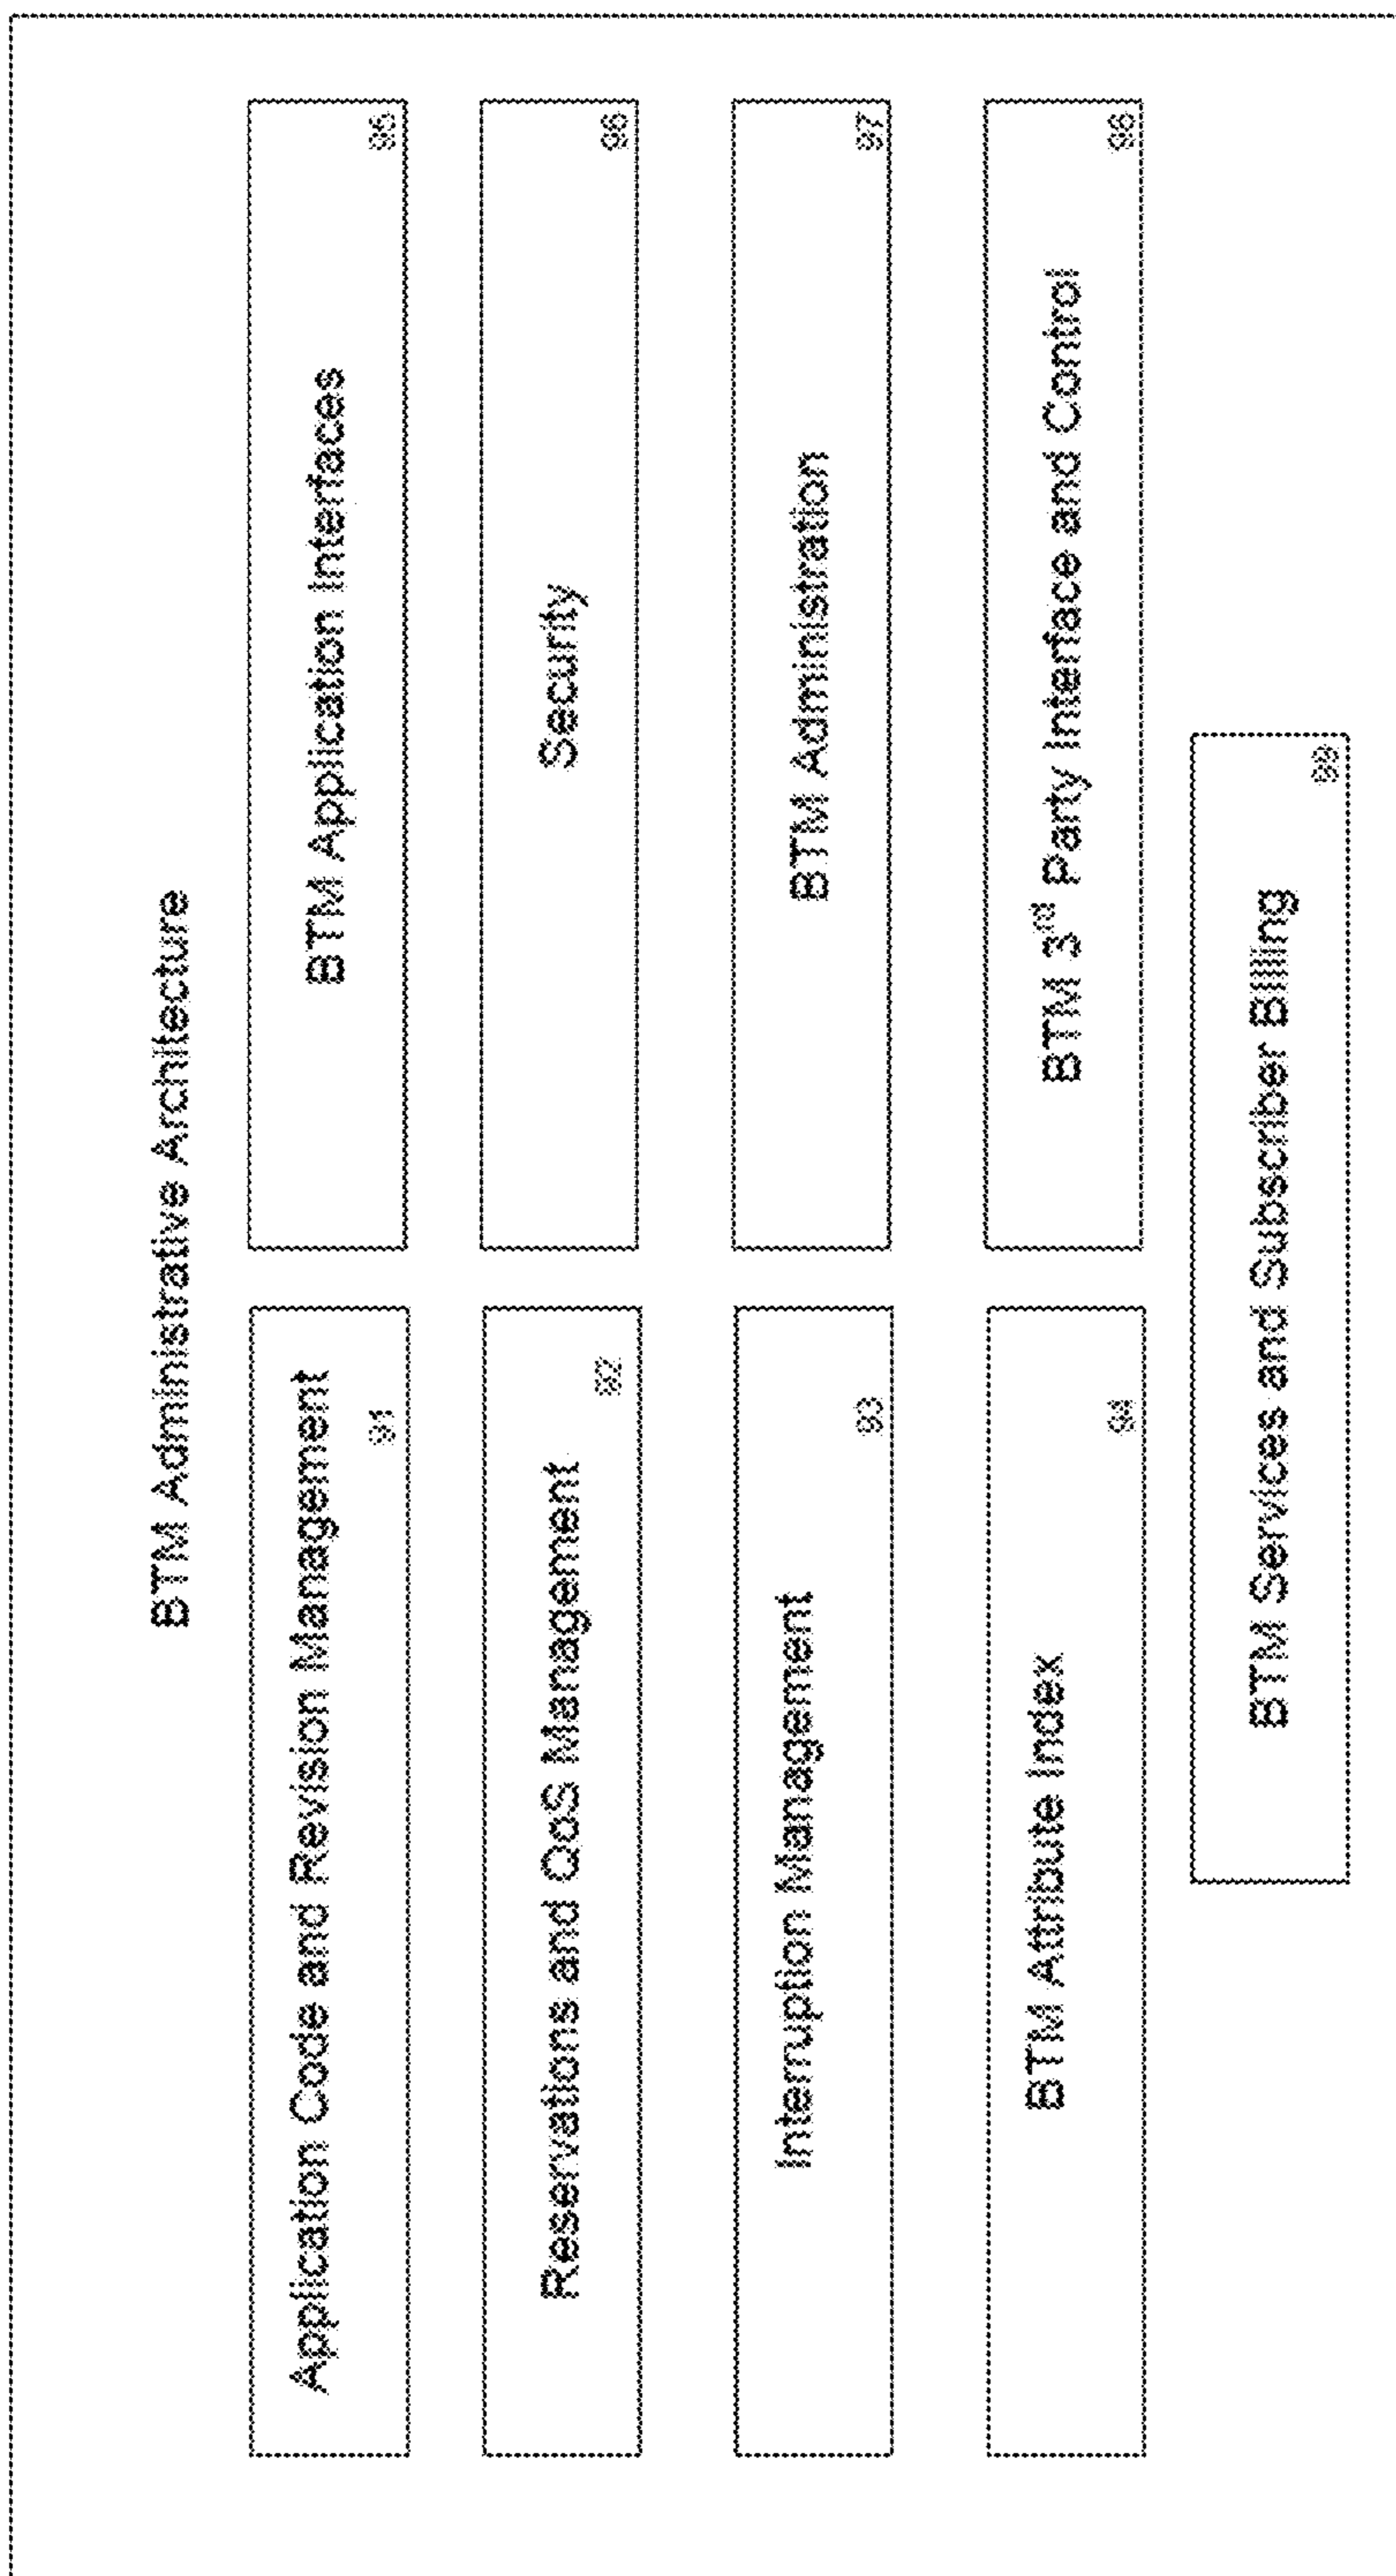 BTM Administrative Architecture
Application Code and Revision Management
91
BTM Application Interfaces
95
Reservations and QoS Management
92
Security
96
Interruption Management
93
BTM Administration
97
BTM Attribute Index
94
BTM 3rd Party Interface and Control
98
BTM Services and Subscriber Billing
99